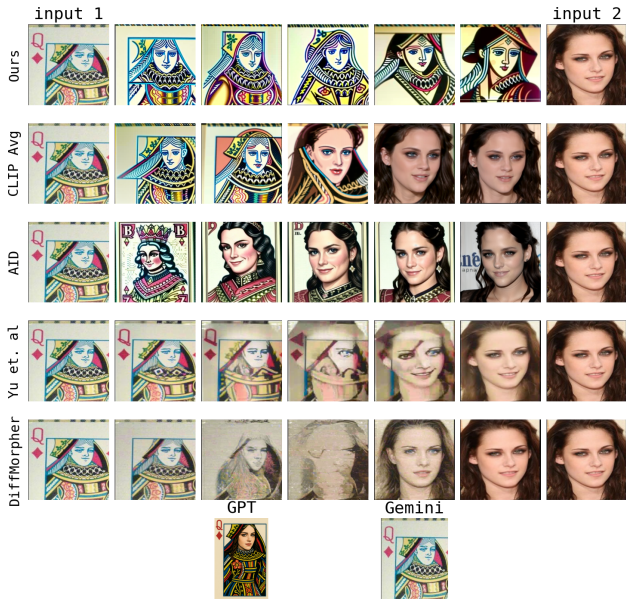 input 1
input 2
Ours
CLIP Avg
AID
Yu et. al
DiffMorpher
GPT
Gemini
Q
Q
Q
B
B
Q
Q
Q
Q
Q
Q
Q